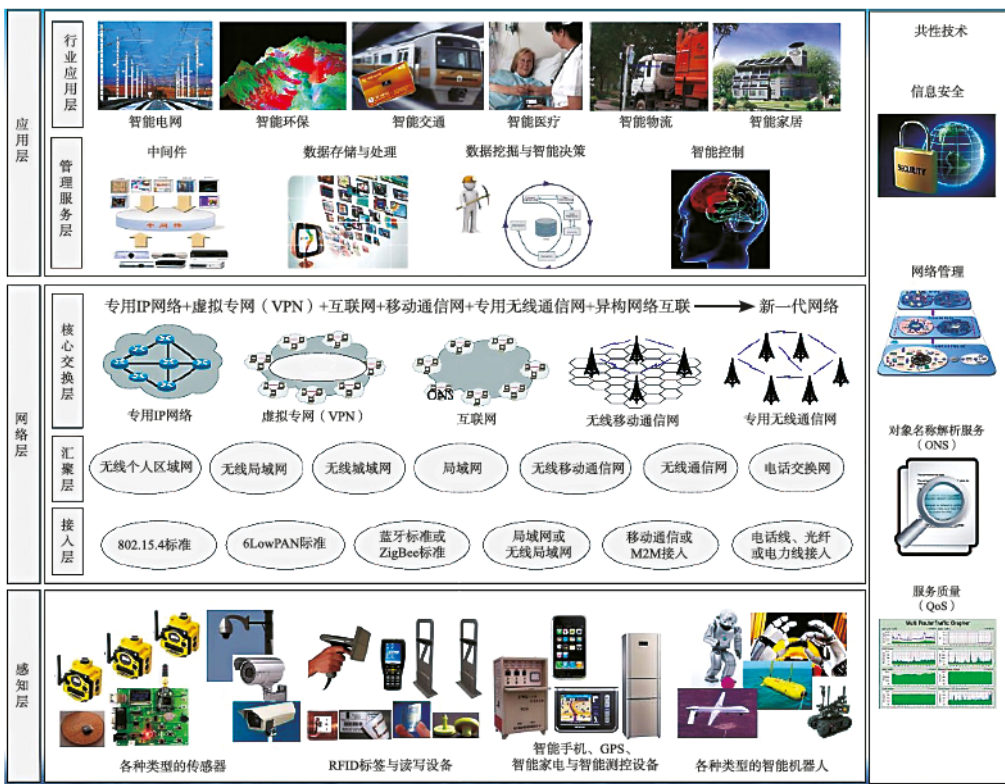 应用层
行业应用层
智能电网
智能环保
智能交通
智能医疗
智能物流
智能家居
管理服务层
中间件
数据存储与处理
数据挖掘与智能决策
智能控制
中间件
网络层
核心交换层
专用IP网络+虚拟专网（VPN）+互联网+移动通信网+专用无线通信网+异构网络互联
新一代网络
专用IP网络
虚拟专网（VPN）
ONS
互联网
无线移动通信网
专用无线通信网
汇聚层
无线个人区域网
无线局域网
无线城域网
局域网
无线移动通信网
无线通信网
电话交换网
接入层
802.15.4标准
6LowPAN标准
蓝牙标准或
ZigBee标准
局域网或
无线局域网
移动通信或
M2M接入
电话线、光纤
或电力线接入
感知层
各种类型的传感器
RFID标签与读写设备
智能手机、GPS、
智能家电与智能测控设备
各种类型的智能机器人
共性技术
信息安全
SECURITY
网络管理
对象名称解析服务
（ONS）
服务质量
（QoS）